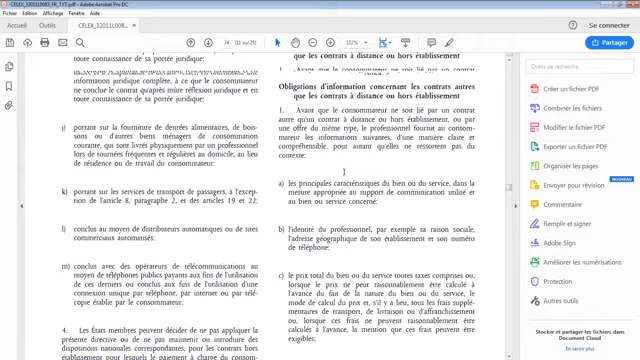 CELEX_32011L0083_FR_TXT.pdf - Adobe Acrobat Pro DC
Fichier Edition Affichage Fenêtre Aide
Accueil Outils CELEX_32011L0083... × Se connecter
74 (11 sur 25) 132% Partager
toute connaissance de sa portée juridique;
information juridique complète, à ce que le consommateur
ne conclue le contrat qu'après mûre réflexion juridique et en
toute connaissance de sa portée juridique;
j) portant sur la fourniture de denrées alimentaires, de bois-
sons ou d'autres biens ménagers de consommation
courante, qui sont livrés physiquement par un professionnel
lors de tournées fréquentes et régulières au domicile, au lieu
de résidence ou de travail du consommateur;
k) portant sur les services de transport de passagers, à l'excep-
tion de l'article 8, paragraphe 2, et des articles 19 et 22;
l) conclus au moyen de distributeurs automatiques ou de sites
commerciaux automatisés;
m) conclus avec des opérateurs de télécommunications au
moyen de téléphones publics payants aux fins de l'utilisation
de ces derniers ou conclus aux fins de l'utilisation d'une
connexion unique par téléphone, par internet ou par télé-
copie établie par le consommateur.
4. Les États membres peuvent décider de ne pas appliquer la
présente directive ou de ne pas maintenir ou introduire des
dispositions nationales correspondantes, pour les contrats hors
établissement pour lesquels le paiement à charge du consom-
que les contrats à distance ou hors établissement
1. Avant que le consommateur ne soit lié par un contrat
Obligations d'information concernant les contrats autres
que les contrats à distance ou hors établissement
1. Avant que le consommateur ne soit lié par un contrat
autre qu'un contrat à distance ou hors établissement, ou par
une offre du même type, le professionnel fournit au consom-
mateur les informations suivantes, d'une manière claire et
compréhensible, pour autant qu'elles ne ressortent pas du
contexte:
a) les principales caractéristiques du bien ou du service, dans la
mesure appropriée au support de communication utilisé et
au bien ou service concerné;
b) l'identité du professionnel, par exemple sa raison sociale,
l'adresse géographique de son établissement et son numéro
de téléphone;
c) le prix total du bien ou du service toutes taxes comprises ou,
lorsque le prix ne peut raisonnablement être calculé à
l'avance du fait de la nature du bien ou du service, le
mode de calcul du prix et, s'il y a lieu, tous les frais supplé-
mentaires de transport, de livraison ou d'affranchissement
ou, lorsque ces frais ne peuvent raisonnablement être
calculés à l'avance, la mention que ces frais peuvent être
exigibles;
Rechercher des outils
Créer un fichier PDF
Combiner les fichiers
Modifier le fichier PDF
Exporter un fichier PDF
Organiser les pages
NOUVEAU
Envoyer pour révision
Commentaire
Remplir et signer
Adobe Sign
Améliorer les numérisations
Protection
Autres outils
Stocker et partager des fichiers dans
Document Cloud
En savoir plus